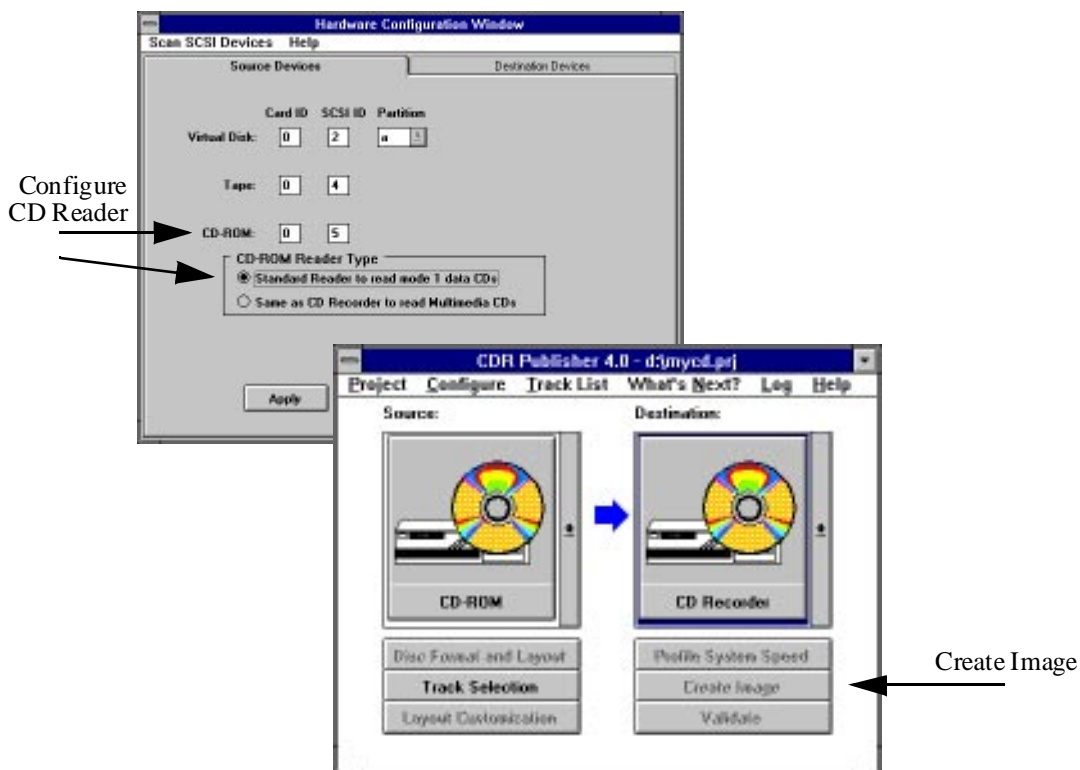 Hardware Configuration Window
Scan SCSI Devices Help
Source Devices Destination Devices
Card ID SCSI ID Partition
Virtual Disk: 0 2 a
Tape: 0 4
Configure
CD Reader
CD-ROM: 0 5
CD-ROM Reader Type
Standard Reader to read mode 1 data CDs
Same as CD Recorder to read Multimedia CDs
Apply
CDR Publisher 4.0 - d:\mycd.prj
Project Configure Track List What's Next? Log Help
Source: Destination:
CD-ROM CD Recorder
Disc Format and Layout Profile System Speed
Track Selection Create Image
Layout Customization Validate
Create Image